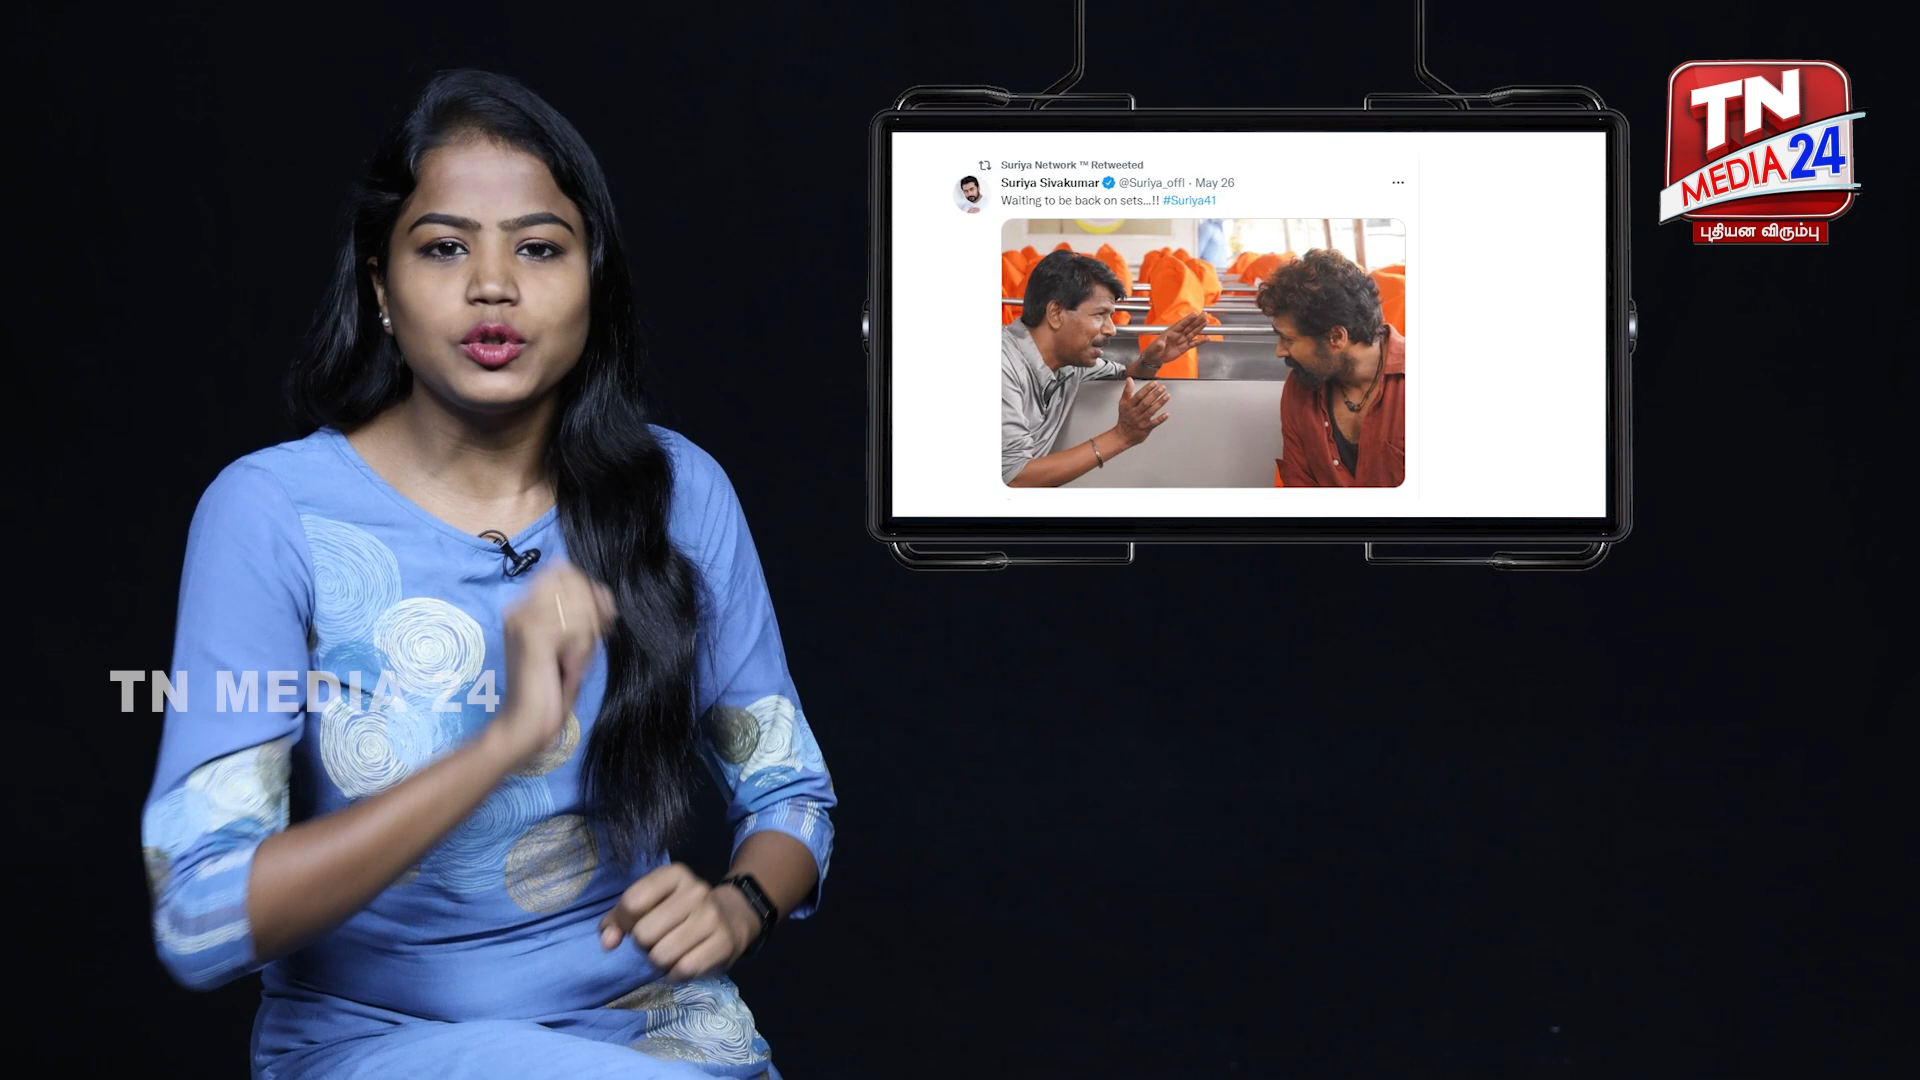 Suriya Network ™ Retweeted
Suriya Sivakumar @Suriya_offl · May 26
Waiting to be back on sets...!! #Suriya41
TN
MEDIA 24
புதியன விரும்பு
TN MEDIA 24